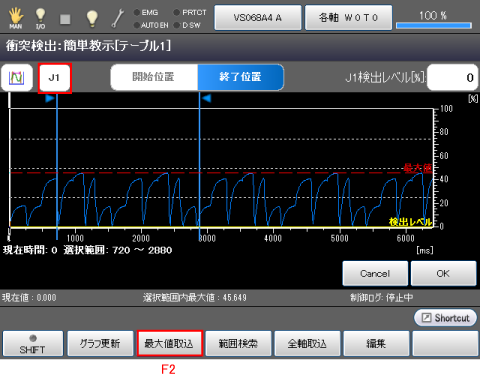 EMG PRTCT
MAN I/O AUTO EN D SW VS068A4 A 各軸 W 0 T 0 100 %
衝突検出:簡単教示[テーブル1]
J1 開始位置 終了位置 J1検出レベル[%]: 0
[%]
100
80
60
最大値
40
20
検出レベル
0
0 1000 2000 3000 4000 5000 6000
現在時間: 0 選択範囲: 720 ～ 2880 [ms]
Cancel OK
現在値 : 0.000 選択範囲内最大値 : 45.649 制御ログ: 停止中
Shortcut
SHIFT グラフ更新 最大値取込 範囲検索 全軸取込 編集
F2